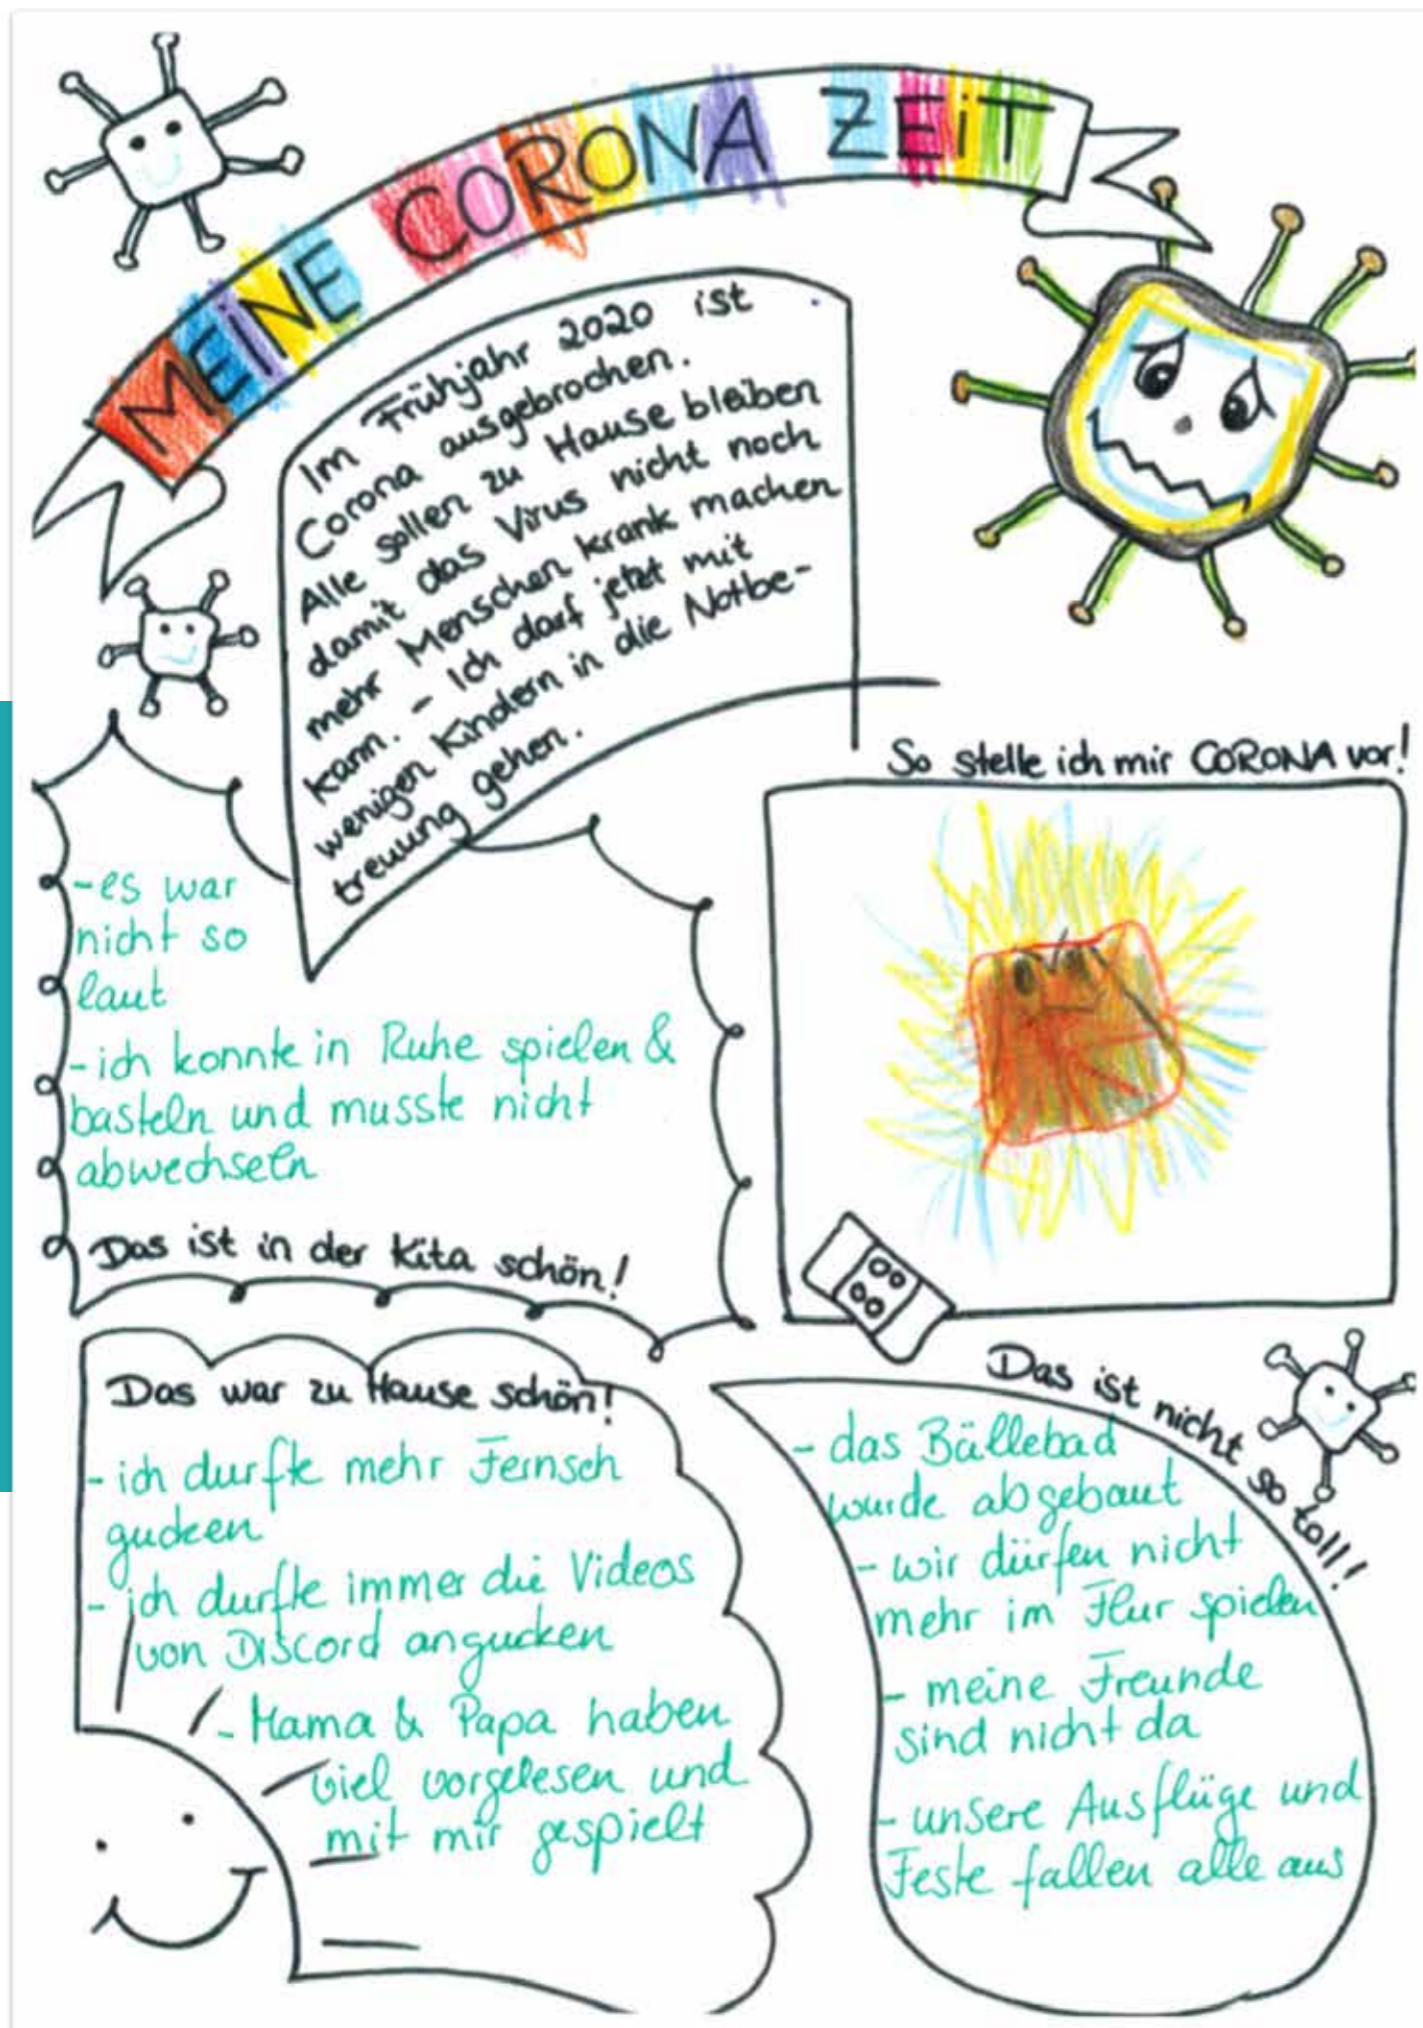 MEINE CORONA ZEIT
Im Frühjahr 2020 ist
Corona ausgebrochen.
Alle sollen zu Hause bleiben
damit das Virus nicht noch
mehr Menschen krank machen
kann. - Ich darf jetzt mit
wenigen Kindern in die Notbe-
treuung gehen.
So stelle ich mir CORONA vor!
-es war
nicht so
laut
-ich konnte in Ruhe spielen &
basteln und musste nicht
abwechseln
Das ist in der Kita schön!
Das war zu Hause schön!
- ich durfte mehr Fernseh
gucken
- ich durfte immer die Videos
von Discord angucken
- Mama & Papa haben
viel vorgelesen und
mit mir gespielt
Das ist nicht so toll!
- das Bällebad
wurde abgebaut
- wir dürfen nicht
mehr im Flur spielen
- meine Freunde
sind nicht da
- unsere Ausflüge und
Feste fallen alle aus